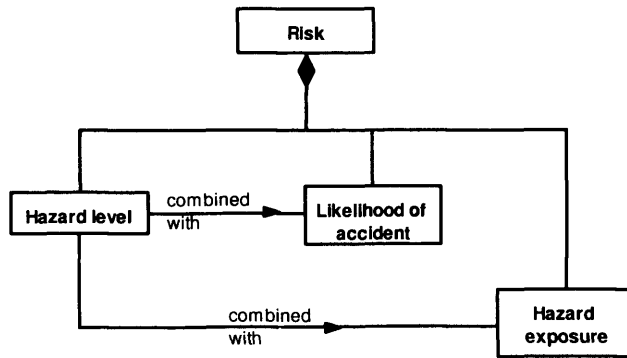 Risk
combined
with
Hazard level
Likelihood of
accident
combined
with
Hazard
exposure